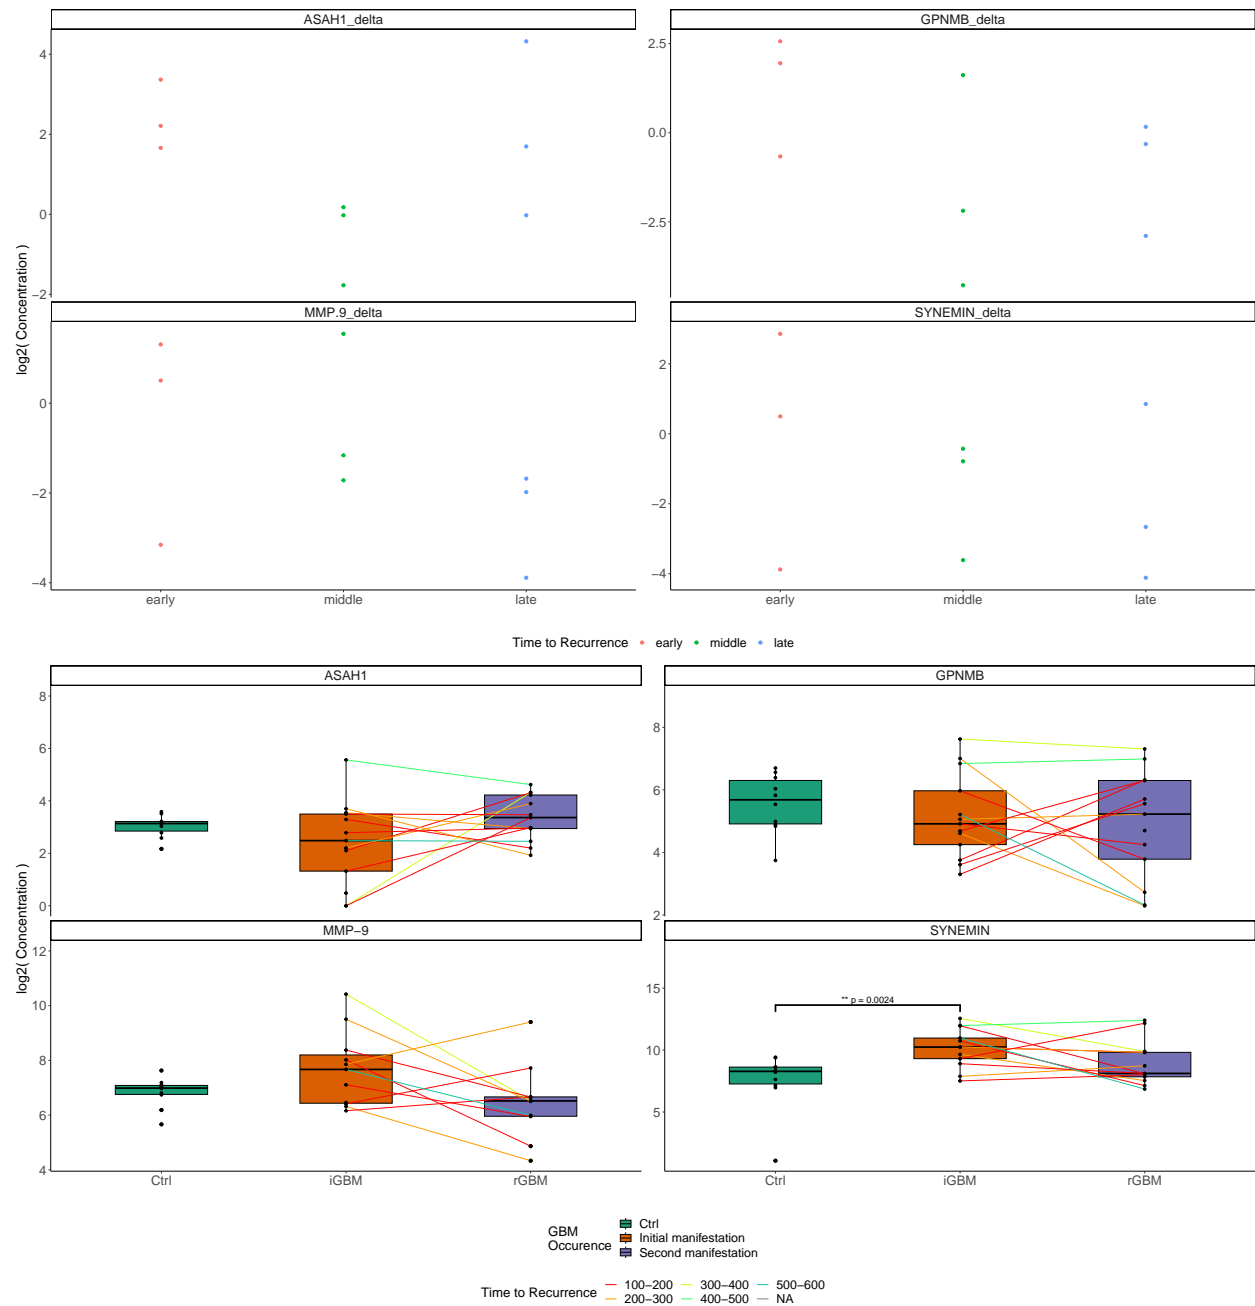 ASAH1_delta
GPNMB_delta
4
2
0
−2
2.5
0.0
−2.5
MMP.9_delta
SYNEMIN_delta
0
−2
−4
2
0
−2
−4
early
middle
late
early
middle
late
log2( Concentration )
Time to Recurrence early middle late
ASAH1
GPNMB
8
6
4
2
0
8
6
4
2
MMP−9
SYNEMIN
12
10
8
6
4
15
10
5
** p = 0.0024
Ctrl
iGBM
rGBM
Ctrl
iGBM
rGBM
log2( Concentration )
GBM
Occurence
Ctrl
Initial manifestation
Second manifestation
Time to Recurrence
100−200 300−400 500−600
200−300 400−500 NA